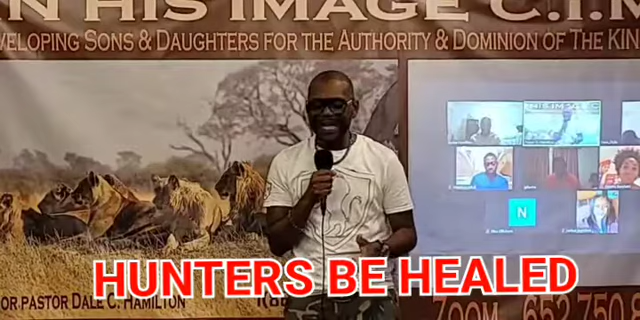 IN HIS IMAGE C.I.M
VELOPING SONS & DAUGHTERS FOR THE AUTHORITY & DOMINION OF THE KIN
HUNTERS BE HEALED
OR PASTOR DALE C. HAMILTON
ZOOM 652 750
N